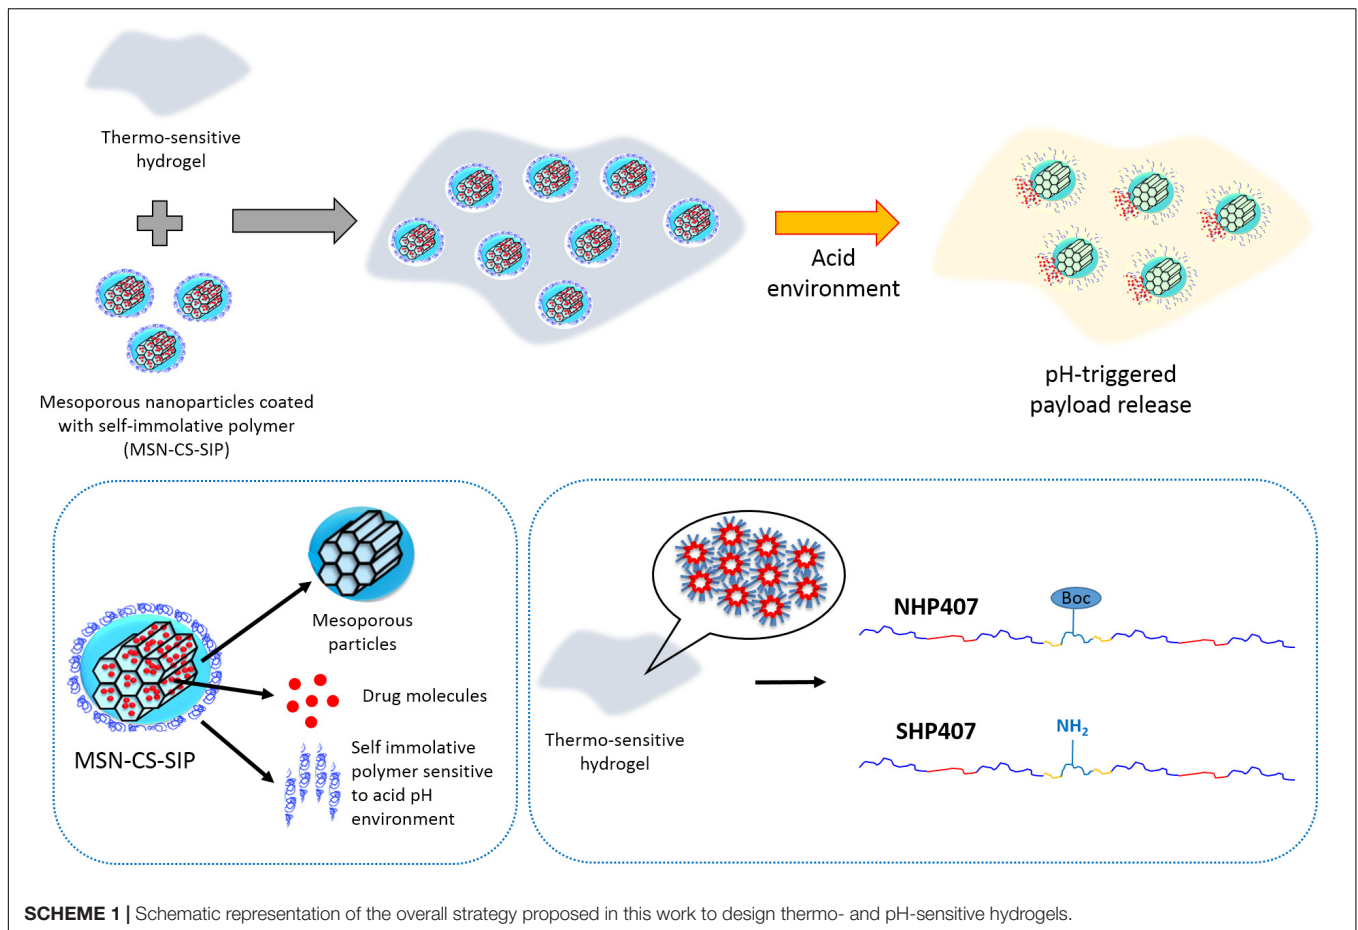 Thermo-sensitive
hydrogel
Mesoporous nanoparticles coated
with self-immolative polymer
(MSN-CS-SIP)
Acid
environment
pH-triggered
payload release
MSN-CS-SIP
Mesoporous
particles
Drug molecules
Self immolative
polymer sensitive
to acid pH
environment
Thermo-sensitive
hydrogel
NHP407
Boc
SHP407
NH₂
SCHEME 1 | Schematic representation of the overall strategy proposed in this work to design thermo- and pH-sensitive hydrogels.